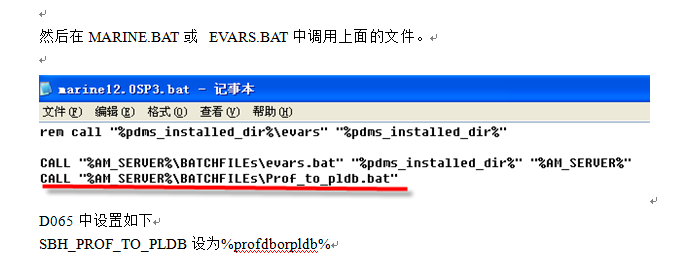 然后在 MARINE.BAT 或 EVARS.BAT 中调用上面的文件。
marine12.0SP3.bat - 记事本
文件(F) 编辑(E) 格式(O) 查看(V) 帮助(H)
rem call "%pdms_installed_dir%\evars" "%pdms_installed_dir%"
CALL "%AM_SERVER%\BATCHFILEs\evars.bat" "%pdms_installed_dir%" "%AM_SERVER%"
CALL "%AM_SERVER%\BATCHFILEs\Prof_to_pldb.bat"
D065 中设置如下
SBH_PROF_TO_PLDB 设为%profdborpldb%